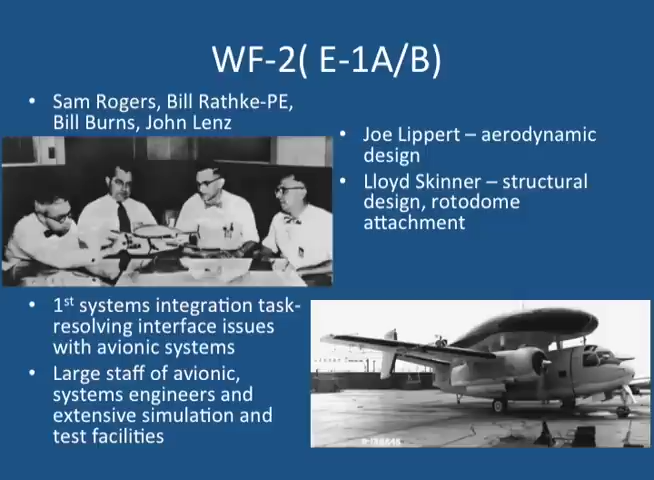 WF-2( E-1A/B)
• Sam Rogers, Bill Rathke-PE,
Bill Burns, John Lenz
• Joe Lippert – aerodynamic
design
• Lloyd Skinner – structural
design, rotodome
attachment
• 1st systems integration task-
resolving interface issues
with avionic systems
• Large staff of avionic,
systems engineers and
extensive simulation and
test facilities